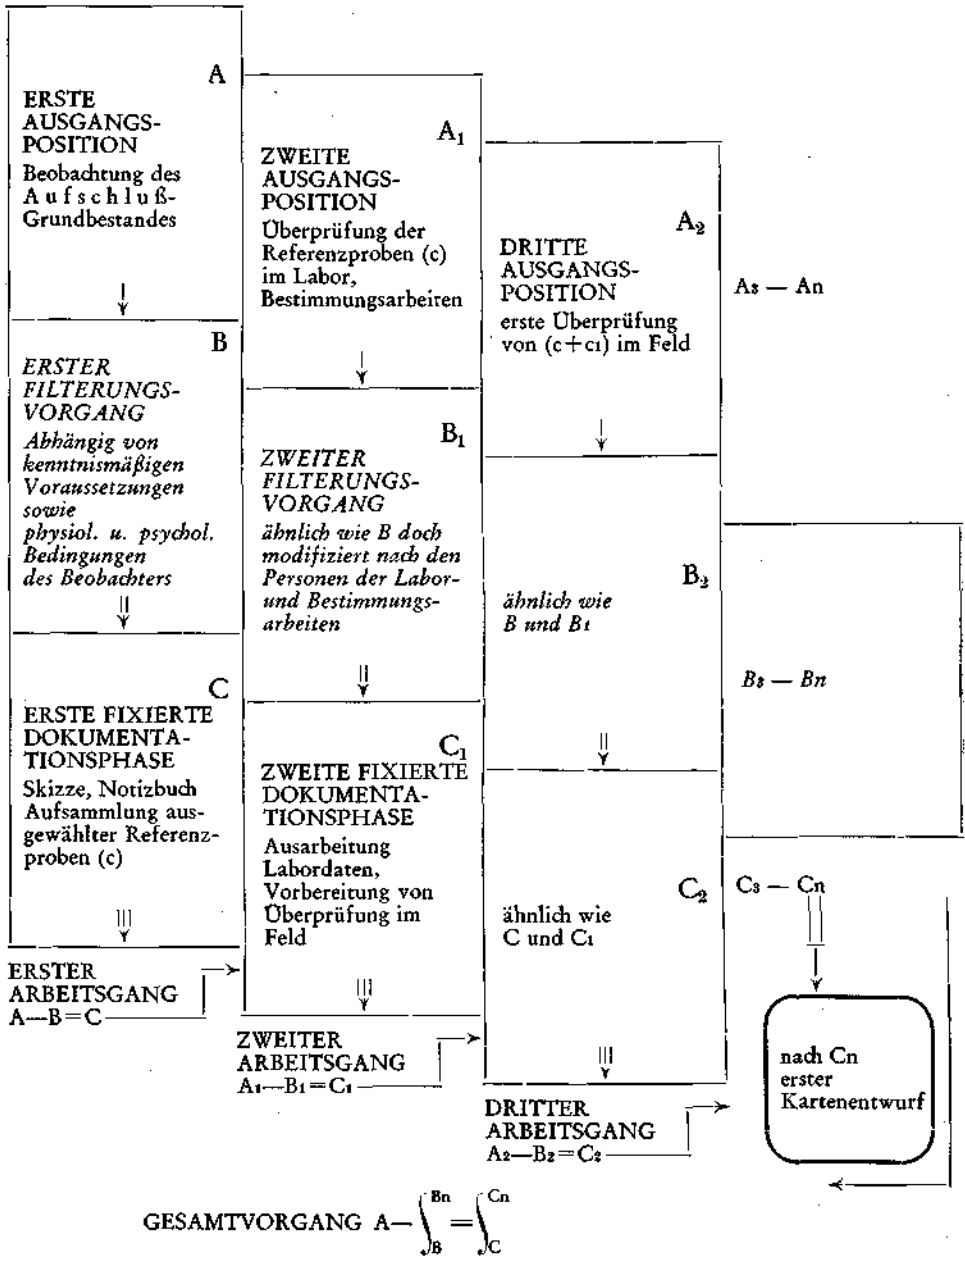 A
ERSTE
AUSGANGS-
POSITION
Beobachtung des
Aufschluß-
Grundbestandes
B
ERSTER
FILTERUNGS-
VORGANG
Abhängig von
kenntnismäßigen
Voraussetzungen
sowie
physiol. u. psychol.
Bedingungen
des Beobachters
C
ERSTE FIXIERTE
DOKUMENTA-
TIONSPHASE
Skizze, Notizbuch
Aufsammlung aus-
gewählter Referenz-
proben (c)
ERSTER
ARBEITSGANG
A—B=C
A1
ZWEITE
AUSGANGS-
POSITION
Überprüfung der
Referenzproben (c)
im Labor,
Bestimmungsarbeiten
B1
ZWEITER
FILTERUNGS-
VORGANG
ähnlich wie B doch
modifiziert nach den
Personen der Labor-
und Bestimmungs-
arbeiten
C1
ZWEITE FIXIERTE
DOKUMENTA-
TIONSPHASE
Ausarbeitung
Labordaten,
Vorbereitung von
Überprüfung im
Feld
ZWEITER
ARBEITSGANG
A1—B1=C1
A2
DRITTE
AUSGANGS-
POSITION
erste Überprüfung
von (c+c1) im Feld
B2
ähnlich wie
B und B1
C2
ähnlich wie
C und C1
DRITTER
ARBEITSGANG
A2—B2=C2
A3 — An
B3 — Bn
C3 — Cn
nach Cn
erster
Kartenentwurf
GESAMTVORGANG A—∫ Bn B = ∫ Cn C